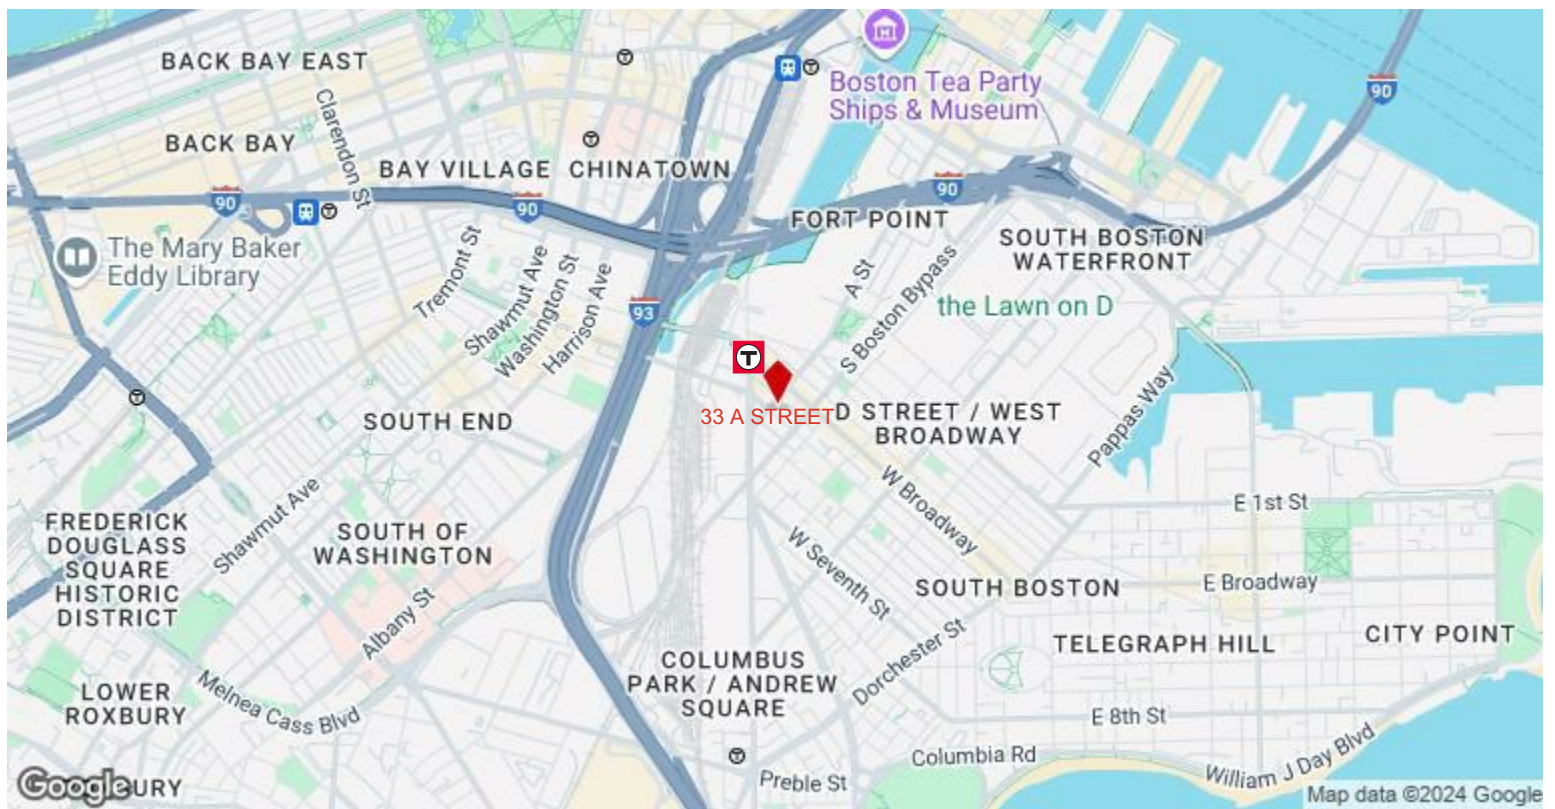 BACK BAY EAST
Boston Tea Party
Ships & Museum
90
Clarendon St
BACK BAY
BAY VILLAGE
CHINATOWN
90
90
90
FORT POINT
SOUTH BOSTON
WATERFRONT
The Mary Baker
Eddy Library
Tremont St
Shawmut Ave
Washington St
Harrison Ave
A St
S Boston Bypass
the Lawn on D
93
T
33 A STREET
D STREET / WEST
BROADWAY
Pappas Way
SOUTH END
W Broadway
E 1st St
Shawmut Ave
FREDERICK
DOUGLASS
SQUARE
HISTORIC
DISTRICT
SOUTH OF
WASHINGTON
W Seventh St
SOUTH BOSTON
E Broadway
Albany St
Dorchester St
TELEGRAPH HILL
CITY POINT
COLUMBUS
PARK / ANDREW
SQUARE
LOWER
ROXBURY
Melnea Cass Blvd
E 8th St
Columbia Rd
William J Day Blvd
Preble St
Google
BURY
Map data ©2024 Google